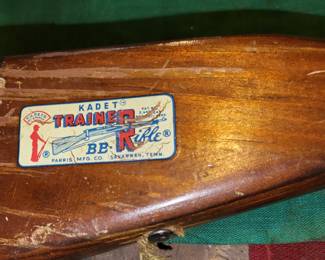 KADET
TRAINER
BB Rifle ®
®
PARRIS MFG. CO. SAVANNAH, TENN.